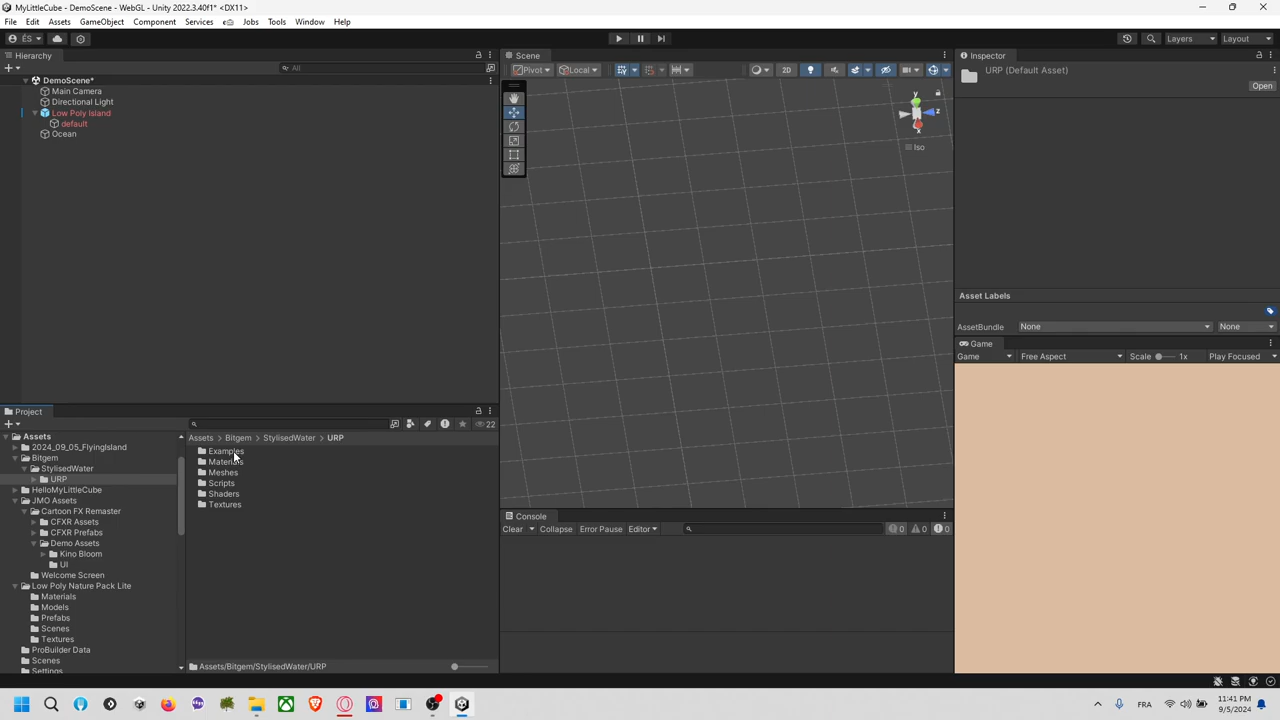 MyLittleCube - DemoScene - WebGL - Unity 2022.3.40f1* <DX11>
File Edit Assets GameObject Component Services Jobs Tools Window Help
ÉS Layers Layout
Hierarchy Scene Inspector
All Pivot Local 2D URP (Default Asset)
DemoScene* Open
Main Camera
Directional Light
Low Poly Island
default
Ocean
y
z
x
Iso
Asset Labels
AssetBundle None None
Game
Game Free Aspect Scale 1x Play Focused
Project
22
Assets
Assets > Bitgem > StylisedWater > URP
2024_09_05_FlyingIsland
Bitgem
StylisedWater
URP
HelloMyLittleCube
JMO Assets
Cartoon FX Remaster
CFXR Assets
CFXR Prefabs
Demo Assets
Kino Bloom
UI
Welcome Screen
Low Poly Nature Pack Lite
Materials
Models
Prefabs
Scenes
Textures
ProBuilder Data
Scenes
Settings
Examples
Materials
Meshes
Scripts
Shaders
Textures
Assets/Bitgem/StylisedWater/URP
Console
Clear Collapse Error Pause Editor 0 0 0
FRA
11:41 PM
9/5/2024